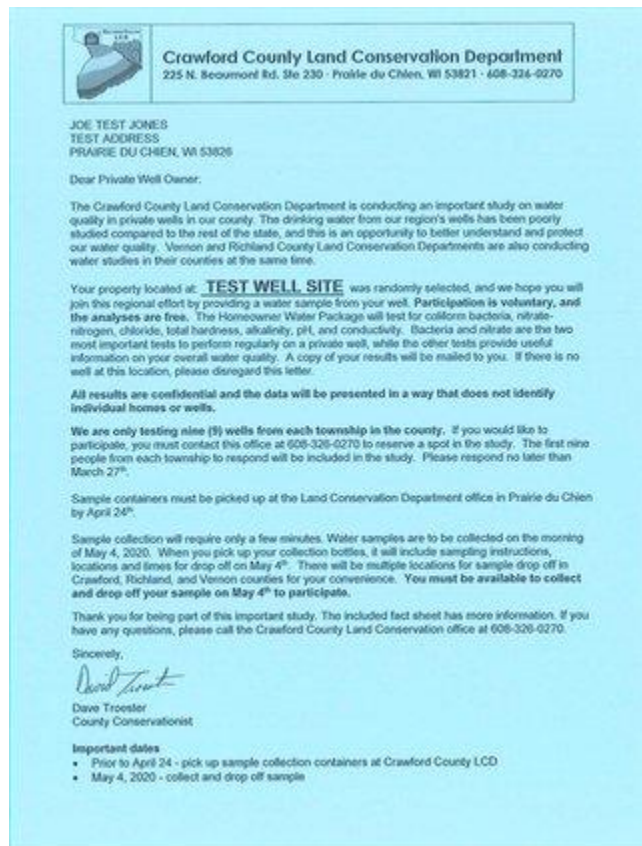 Crawford County Land Conservation Department
225 N. Beaumont Rd. Ste 230 · Prairie du Chien, WI 53821 · 608-326-0270
JOE TEST JONES
TEST ADDRESS
PRAIRIE DU CHIEN, WI 53826
Dear Private Well Owner:
The Crawford County Land Conservation Department is conducting an important study on water
quality in private wells in our county. The drinking water from our region's wells has been poorly
studied compared to the rest of the state, and this is an opportunity to better understand and protect
our water quality. Vernon and Richland County Land Conservation Departments are also conducting
water studies in their counties at the same time.
Your property located at: TEST WELL SITE was randomly selected, and we hope you will
join this regional effort by providing a water sample from your well. Participation is voluntary, and
the analyses are free. The Homeowner Water Package will test for coliform bacteria, nitrate-
nitrogen, chloride, total hardness, alkalinity, pH, and conductivity. Bacteria and nitrate are the two
most important tests to perform regularly on a private well, while the other tests provide useful
information on your overall water quality. A copy of your results will be mailed to you. If there is no
well at this location, please disregard this letter.
All results are confidential and the data will be presented in a way that does not identify
individual homes or wells.
We are only testing nine (9) wells from each township in the county. If you would like to
participate, you must contact this office at 608-326-0270 to reserve a spot in the study. The first nine
people from each township to respond will be included in the study. Please respond no later than
March 27th.
Sample containers must be picked up at the Land Conservation Department office in Prairie du Chien
by April 24th.
Sample collection will require only a few minutes. Water samples are to be collected on the morning
of May 4, 2020. When you pick up your collection bottles, it will include sampling instructions,
locations and times for drop off on May 4th. There will be multiple locations for sample drop off in
Crawford, Richland, and Vernon counties for your convenience. You must be available to collect
and drop off your sample on May 4th to participate.
Thank you for being part of this important study. The included fact sheet has more information. If you
have any questions, please call the Crawford County Land Conservation office at 608-326-0270.
Sincerely,
Dave Troester
County Conservationist
Important dates
• Prior to April 24 - pick up sample collection containers at Crawford County LCD
• May 4, 2020 - collect and drop off sample